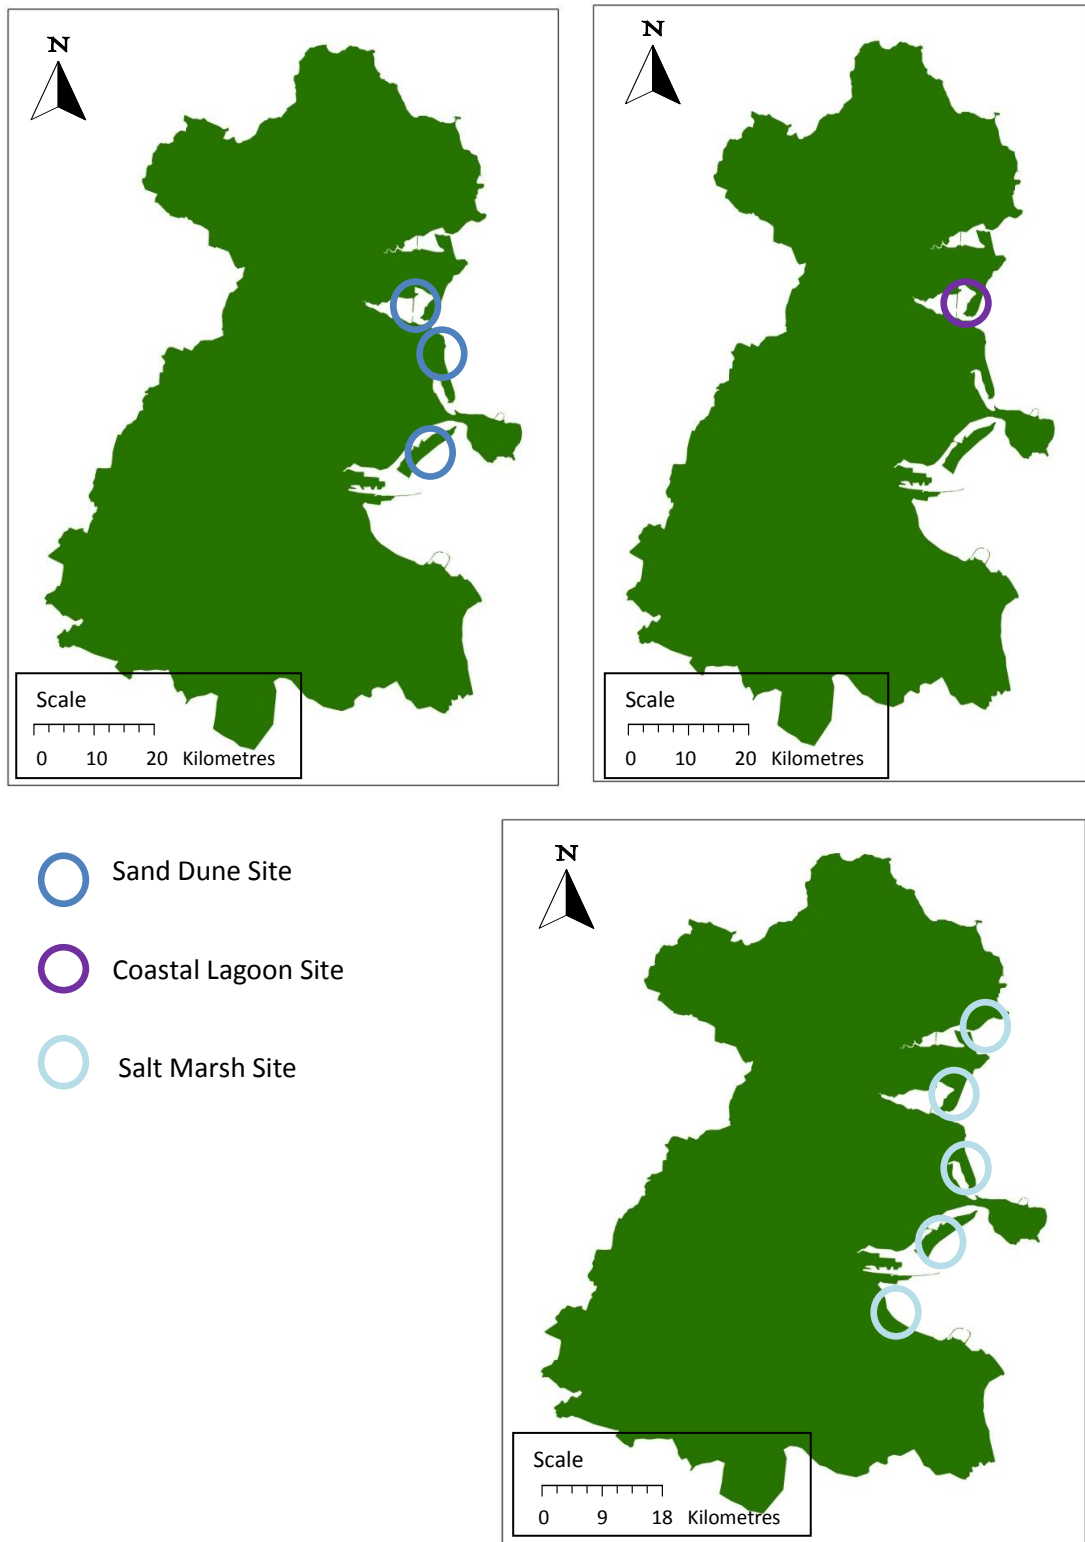 N
Scale
0 10 20 Kilometres
N
Scale
0 10 20 Kilometres
Sand Dune Site
Coastal Lagoon Site
Salt Marsh Site
N
Scale
0 9 18 Kilometres